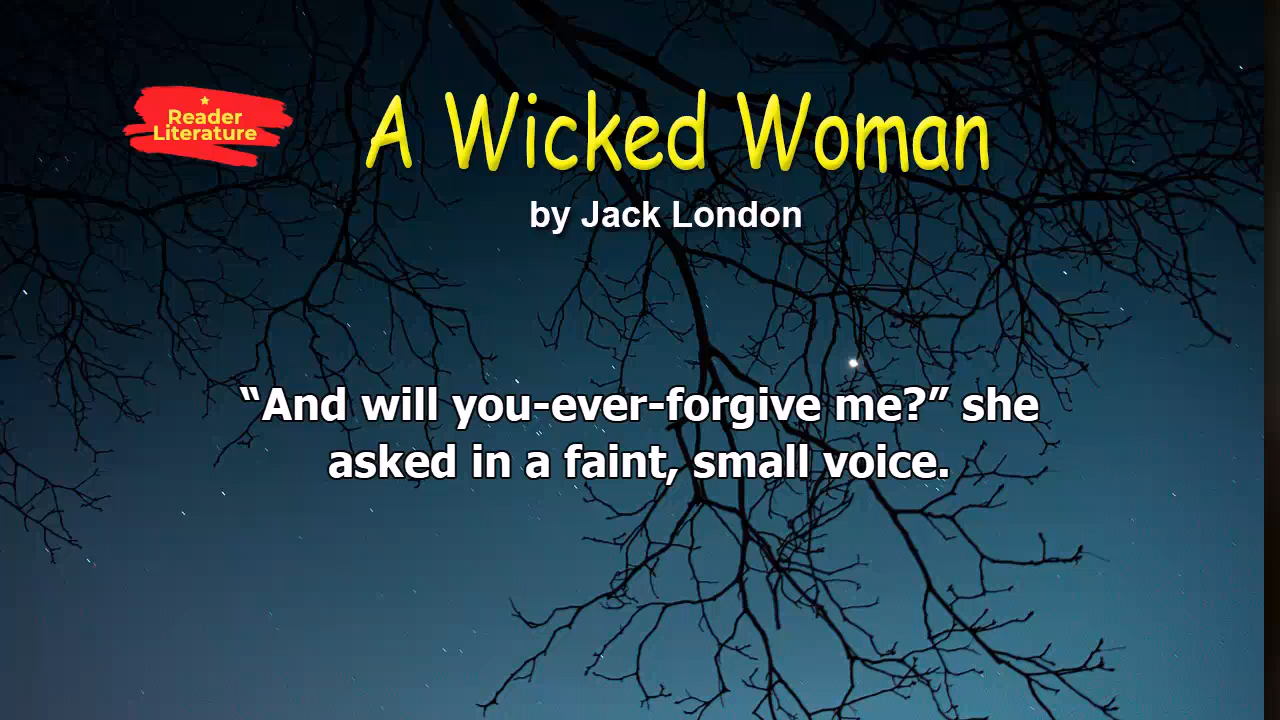 Reader
Literature
A Wicked Woman
by Jack London
“And will you-ever-forgive me?” she
asked in a faint, small voice.